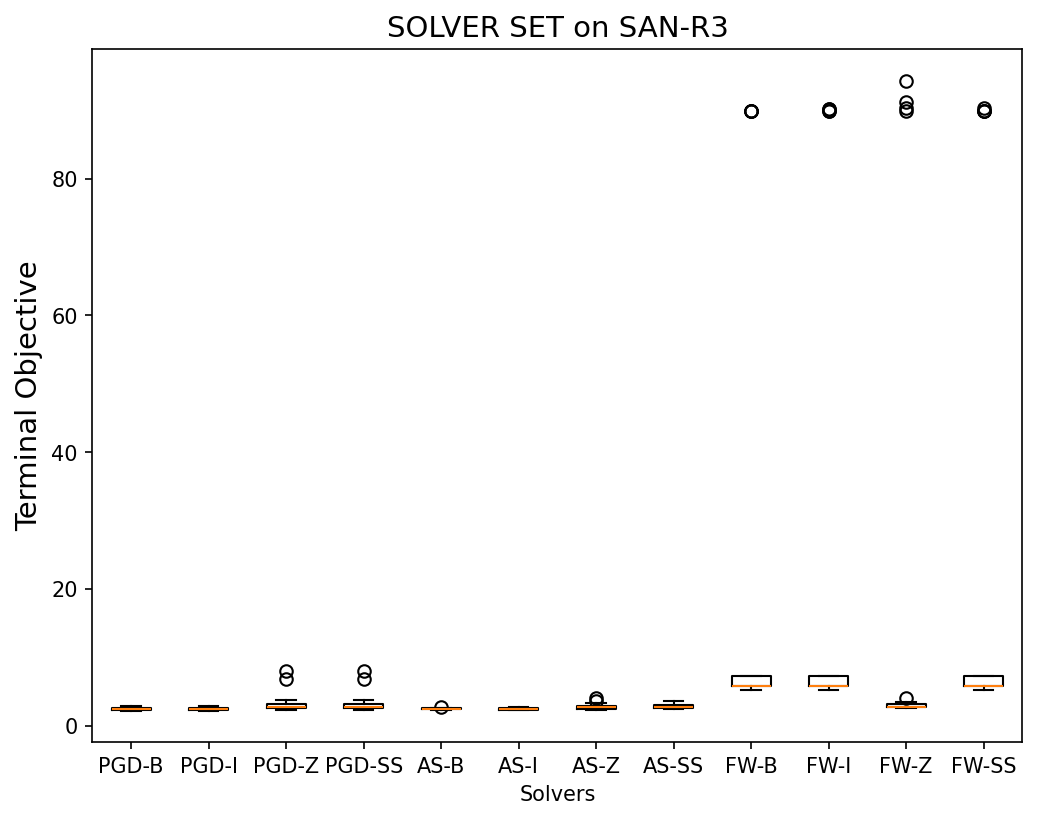 SOLVER SET on SAN-R3
Terminal Objective
80
60
40
20
0
PGD-B PGD-I PGD-Z PGD-SS AS-B AS-I AS-Z AS-SS FW-B FW-I FW-Z FW-SS
Solvers